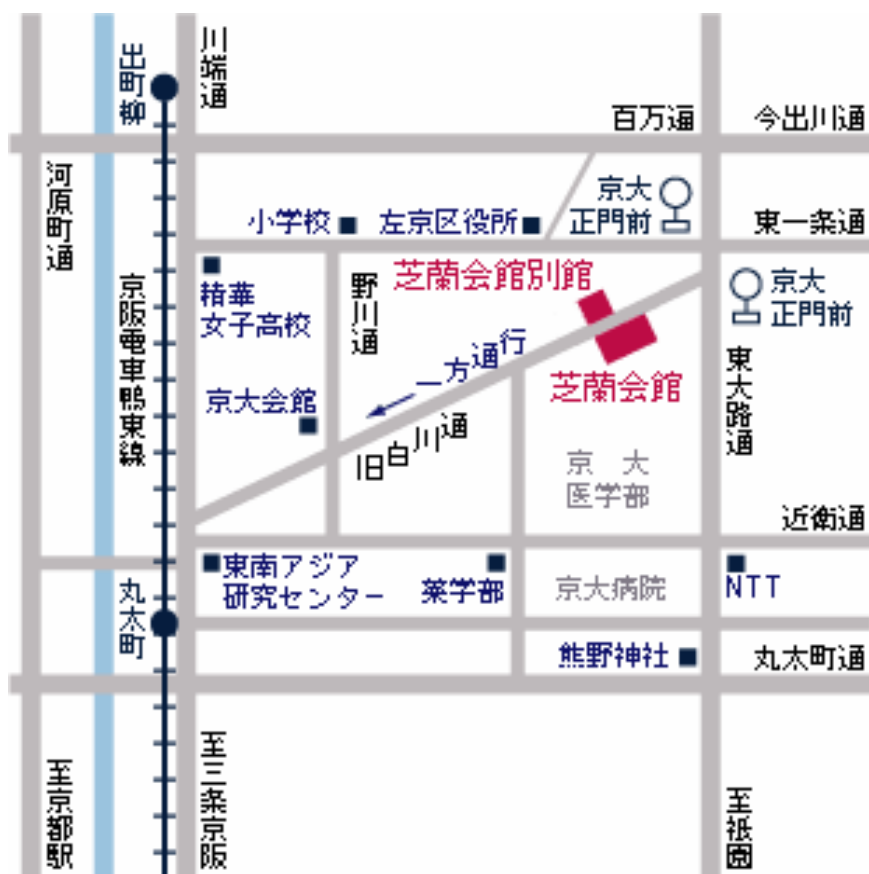 出町柳
川端通
百万遍
今出川通
河原町通
小学校
左京区役所
京大
正門前
東一条通
京阪電車鴨東線
精華
女子高校
野川通
芝蘭会館別館
京大
正門前
一方通行
京大会館
芝蘭会館
東大路通
旧白川通
京大
医学部
近衛通
丸太町
東南アジア
研究センター
薬学部
京大病院
NTT
熊野神社
丸太町通
至京都駅
至三条京阪
至祇園